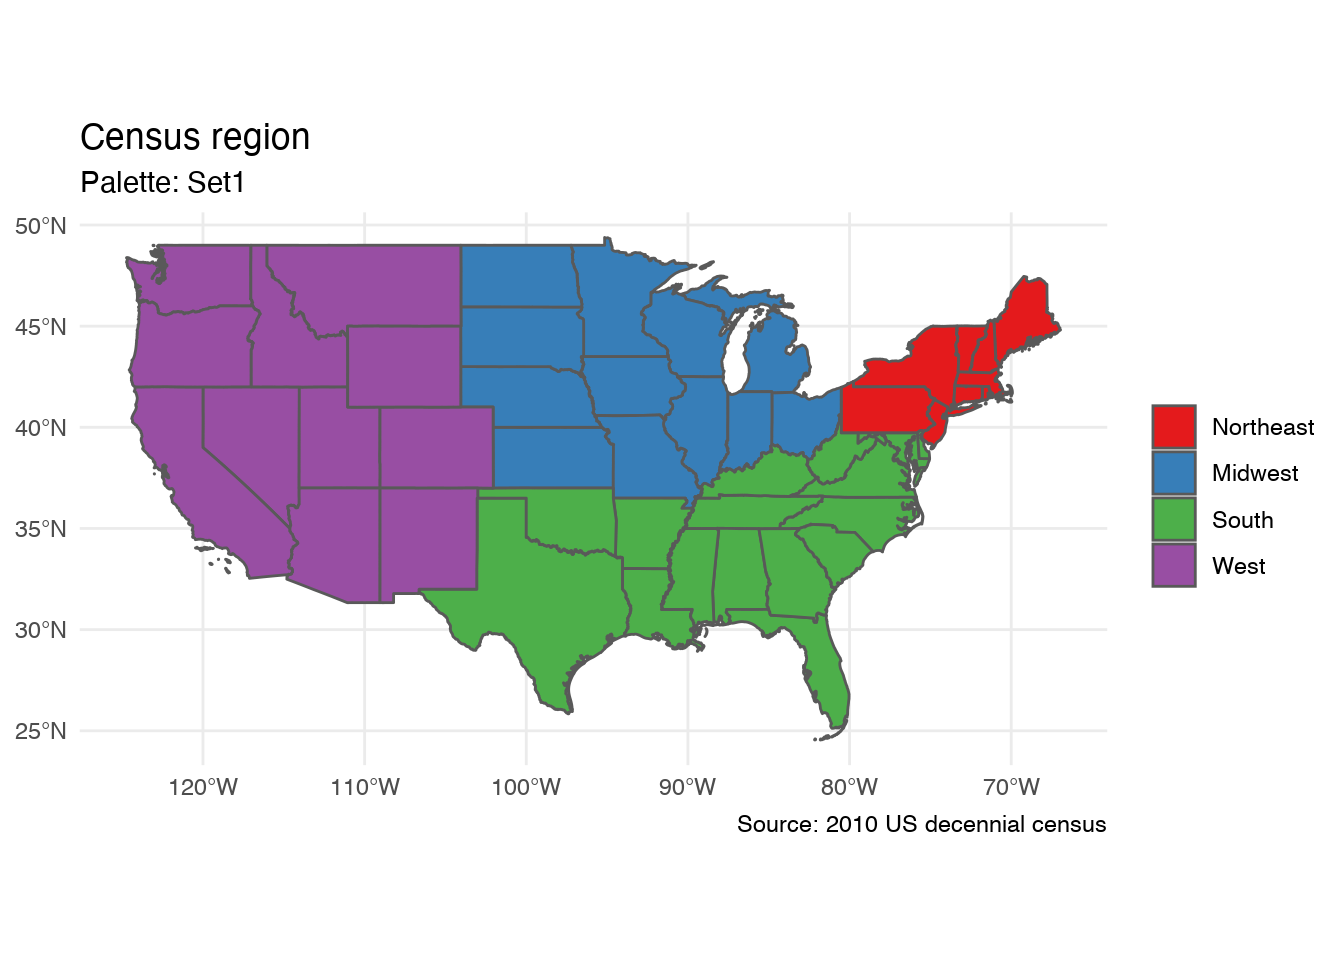 Census region
Palette: Set1
50°N
45°N
40°N
35°N
30°N
25°N
120°W 110°W 100°W 90°W 80°W 70°W
Northeast
Midwest
South
West
Source: 2010 US decennial census